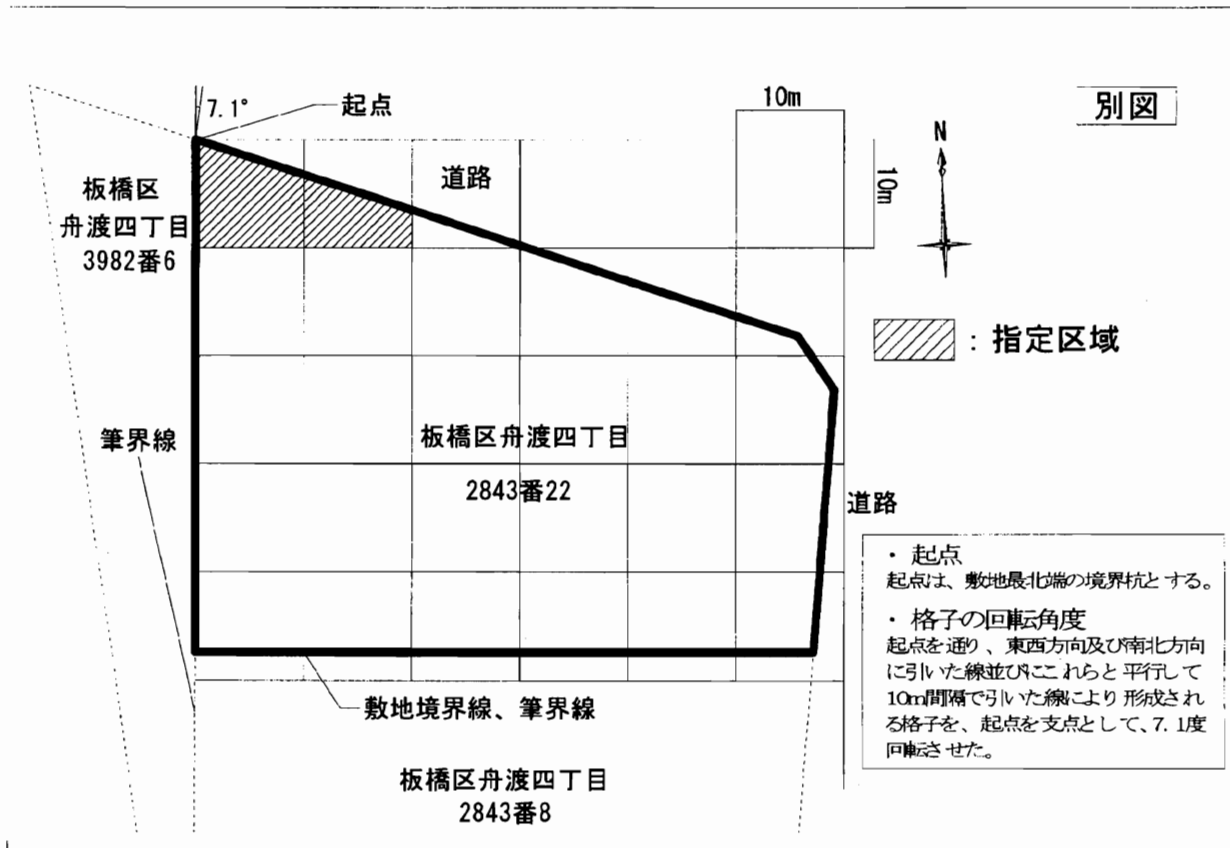 別図
7.1°
起点
10m
10m
N
道路
板橋区
舟渡四丁目
3982番6
：指定区域
筆界線
板橋区舟渡四丁目
2843番22
道路
・ 起点
起点は、敷地最北端の境界杭とする。
・ 格子の回転角度
起点を通り、東西方向及び南北方向
に引いた線並びにこれらと平行して
10m間隔で引いた線により形成され
る格子を、起点を支点として、7.1度
回転させた。
敷地境界線、筆界線
板橋区舟渡四丁目
2843番8